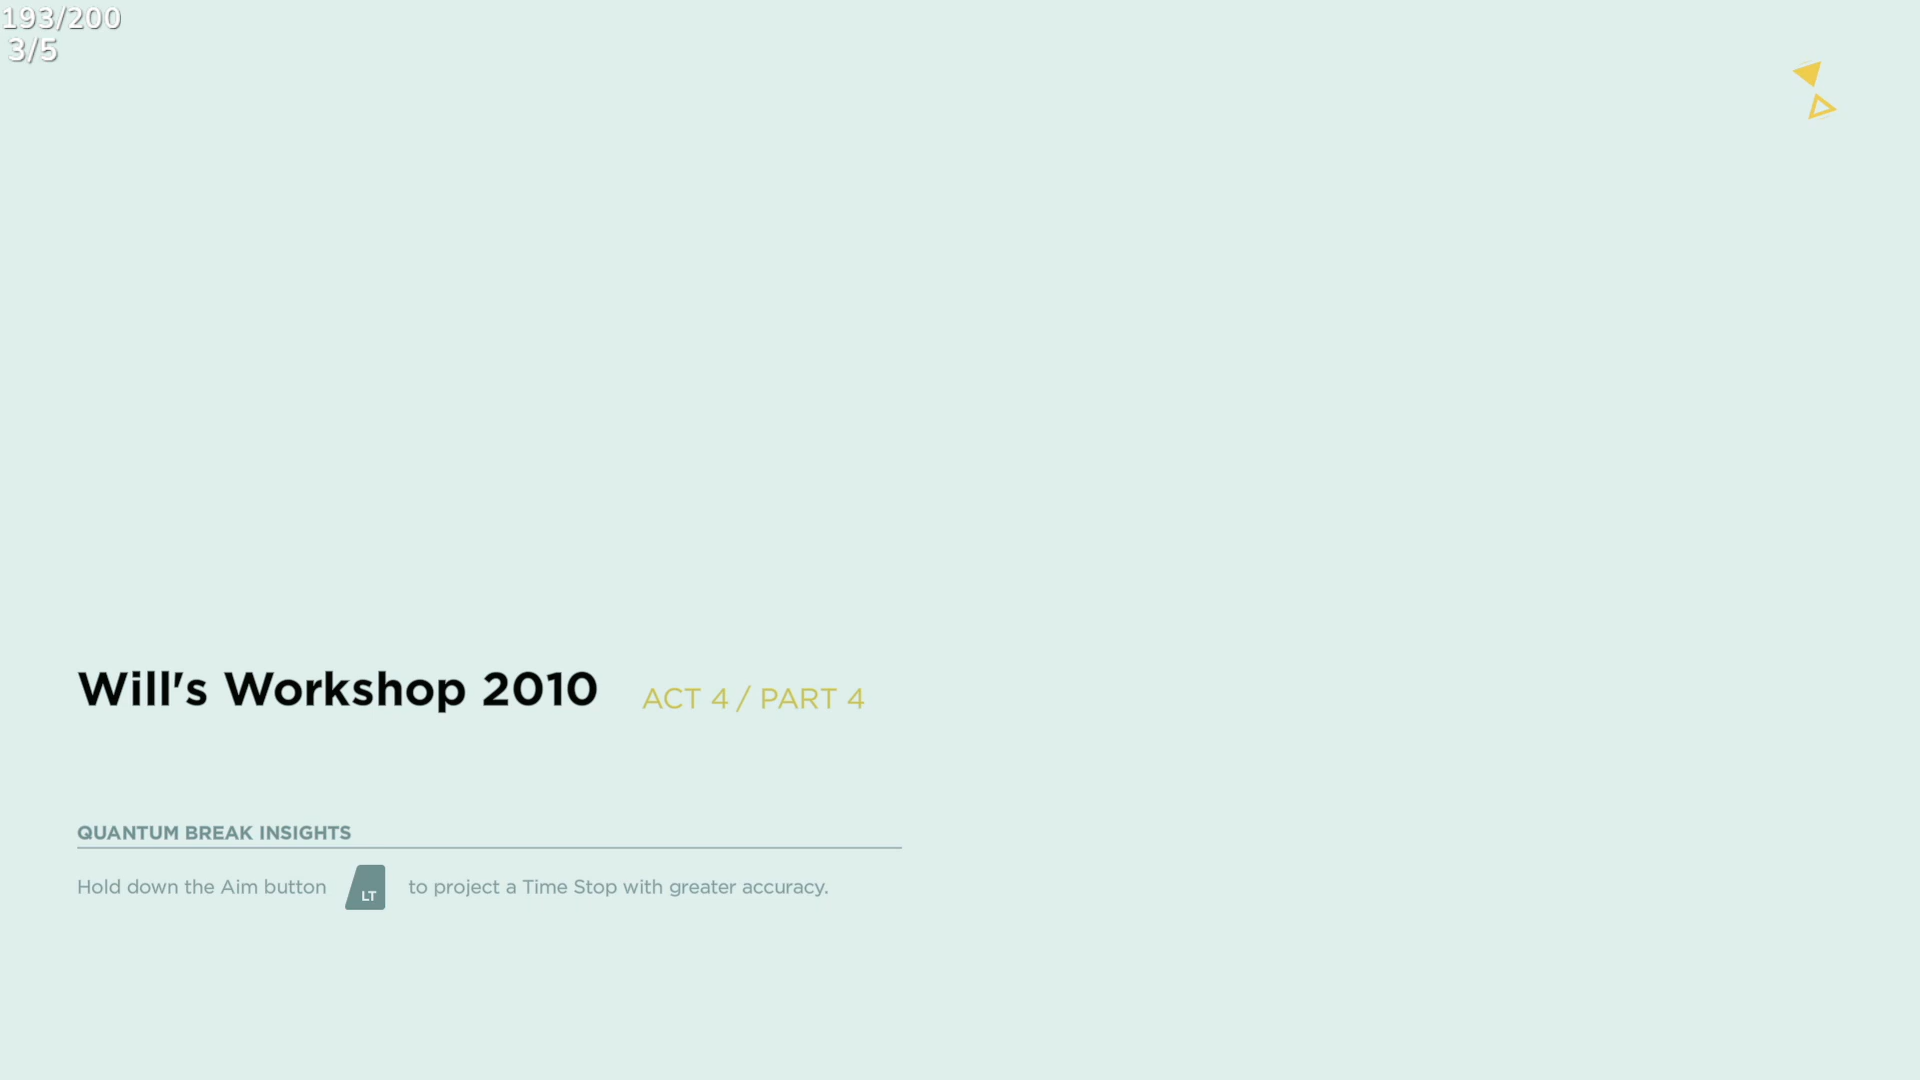 193/200
3/5
Will's Workshop 2010 ACT 4 / PART 4
QUANTUM BREAK INSIGHTS
Hold down the Aim button LT to project a Time Stop with greater accuracy.